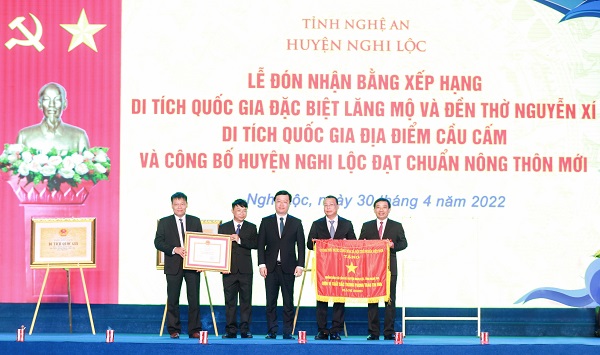 TỈNH NGHỆ AN
HUYỆN NGHI LỘC
LỄ ĐÓN NHẬN BẰNG XẾP HẠNG
DI TÍCH QUỐC GIA ĐẶC BIỆT LĂNG MỘ VÀ ĐỀN THỜ NGUYỄN XÍ
DI TÍCH QUỐC GIA ĐỊA ĐIỂM CẦU CẤM
VÀ CÔNG BỐ HUYỆN NGHI LỘC ĐẠT CHUẨN NÔNG THÔN MỚI
Nghi Lộc, ngày 30 tháng 4 năm 2022
TẶNG